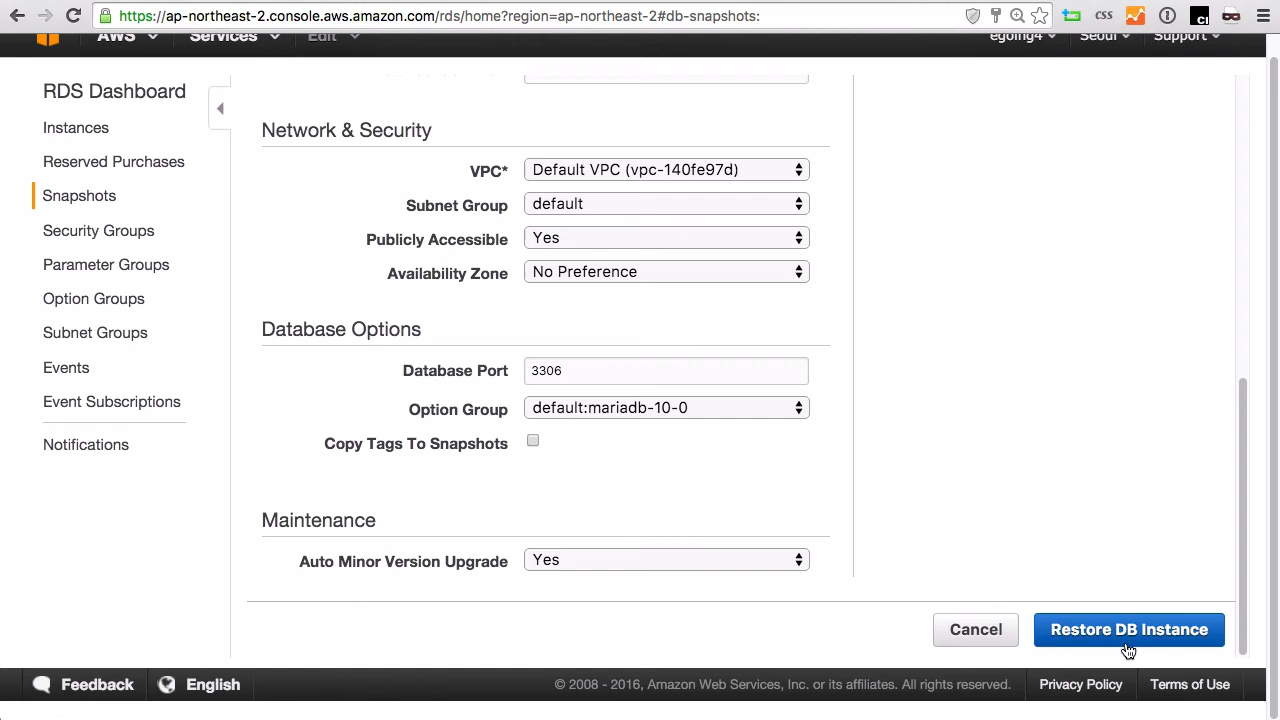 https://ap-northeast-2.console.aws.amazon.com/rds/home?region=ap-northeast-2#db-snapshots:
css
AWS Services Edit egoing4 Seoul Support
RDS Dashboard
Instances
Reserved Purchases
Snapshots
Security Groups
Parameter Groups
Option Groups
Subnet Groups
Events
Event Subscriptions
Notifications
Network & Security
VPC* Default VPC (vpc-140fe97d)
Subnet Group default
Publicly Accessible Yes
Availability Zone No Preference
Database Options
Database Port 3306
Option Group default:mariadb-10-0
Copy Tags To Snapshots
Maintenance
Auto Minor Version Upgrade Yes
Cancel Restore DB Instance
Feedback English © 2008 - 2016, Amazon Web Services, Inc. or its affiliates. All rights reserved. Privacy Policy Terms of Use